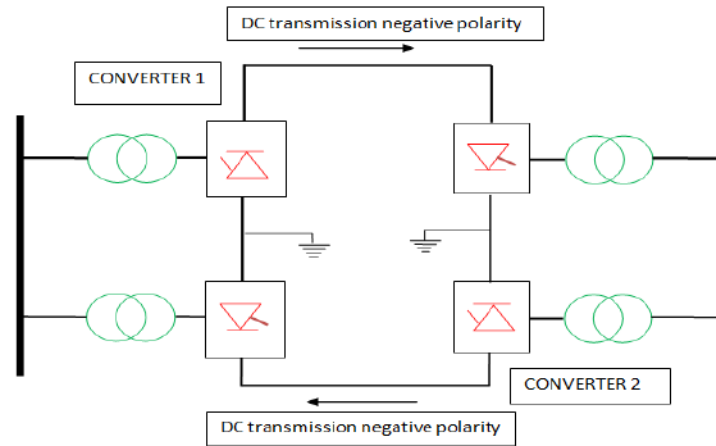 DC transmission negative polarity
CONVERTER 1
CONVERTER 2
DC transmission negative polarity